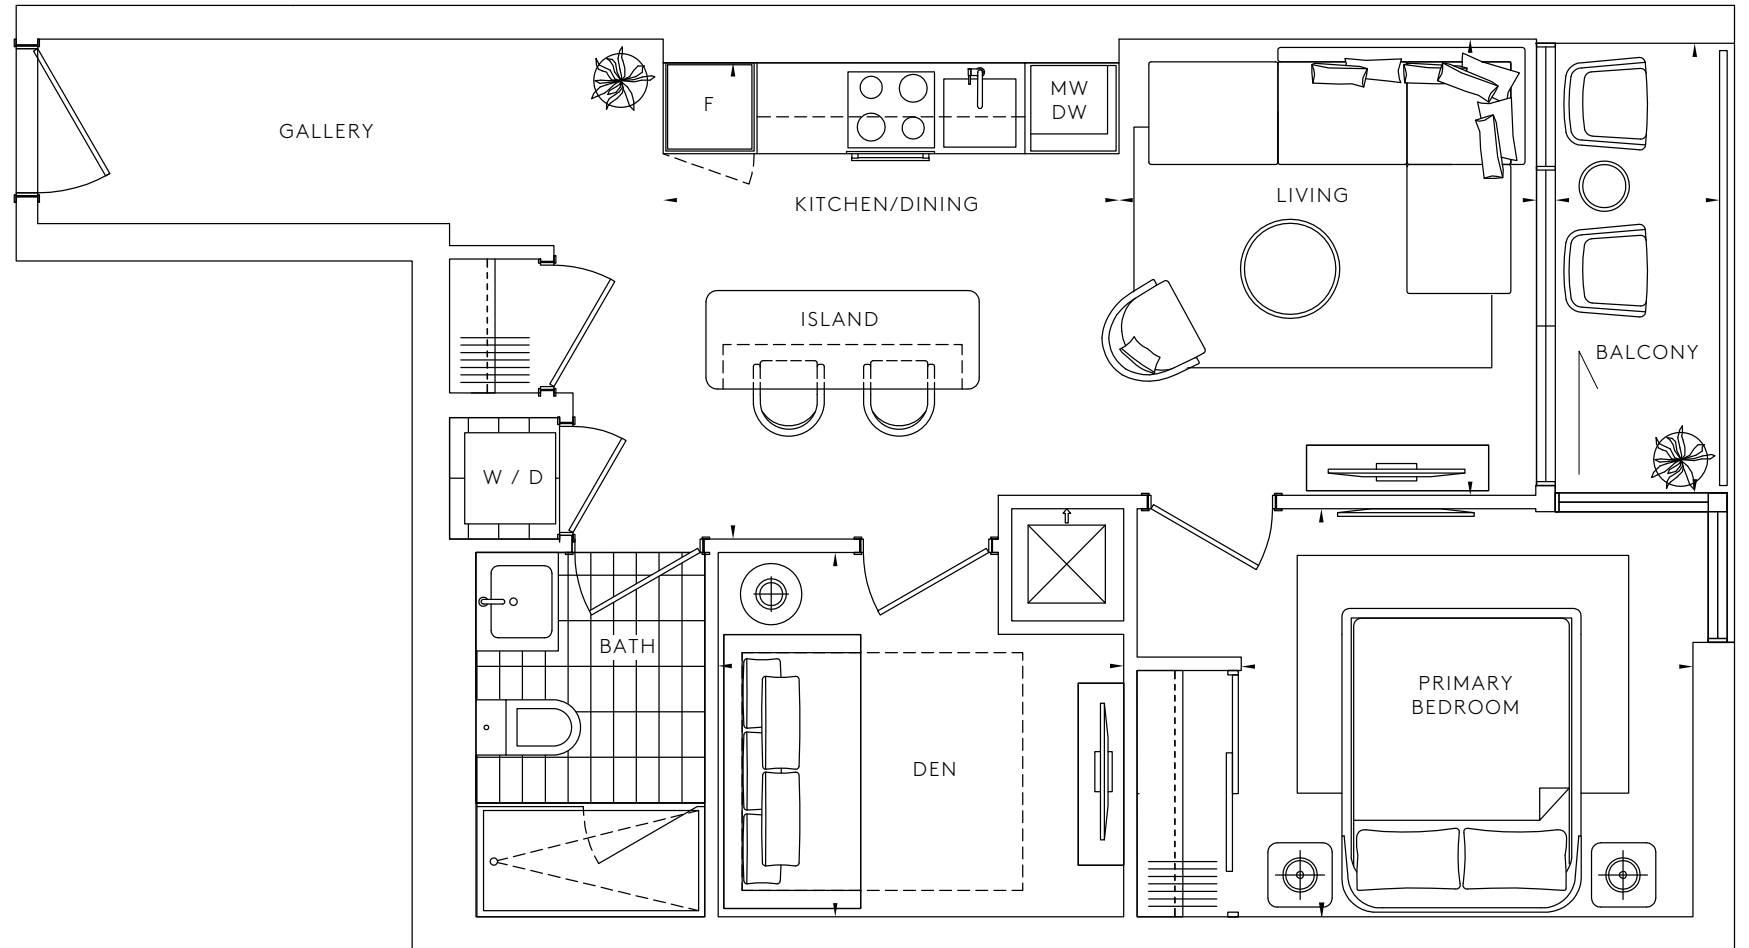 GALLERY
F
MW
DW
KITCHEN/DINING
LIVING
ISLAND
BALCONY
W / D
BATH
DEN
PRIMARY
BEDROOM